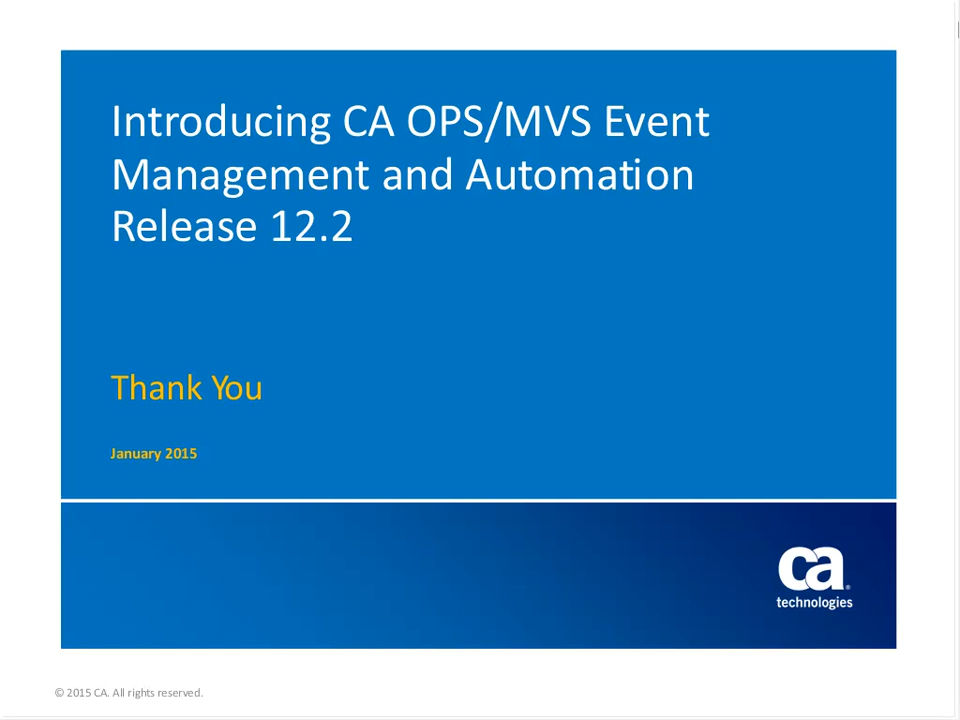 Introducing CA OPS/MVS Event
Management and Automation
Release 12.2
Thank You
January 2015
ca
technologies
© 2015 CA. All rights reserved.